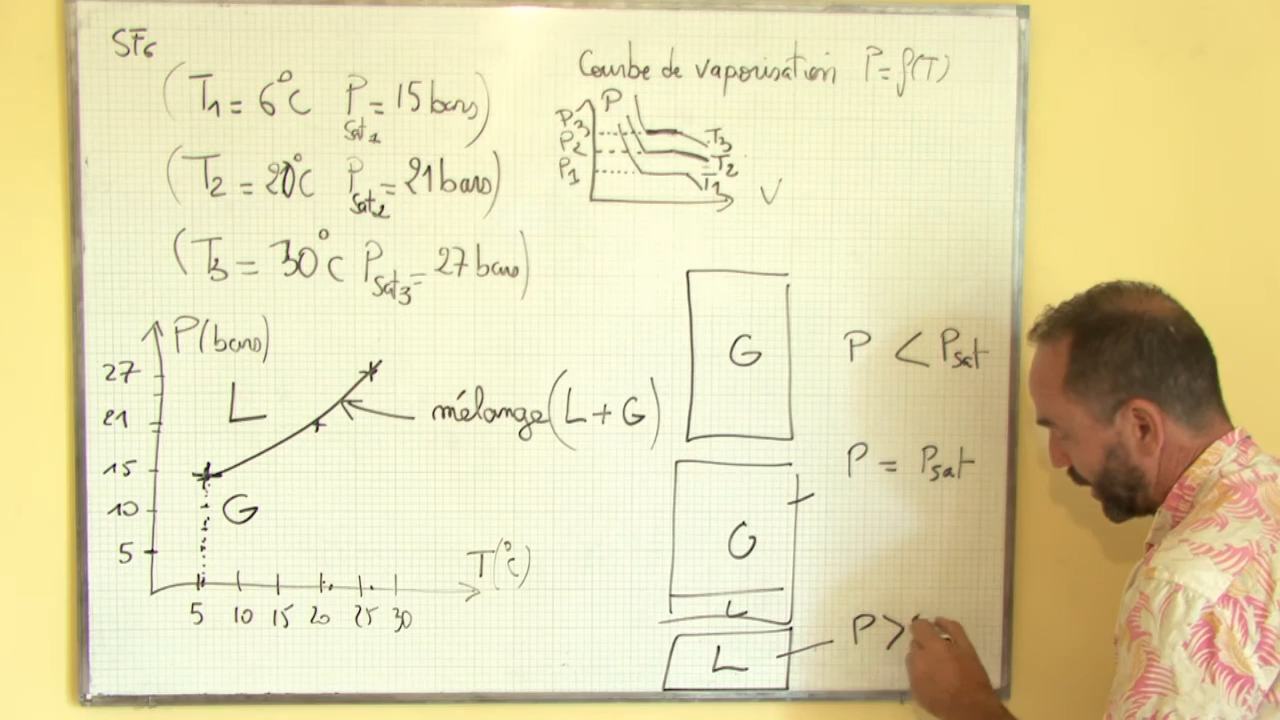 SF6
(T1 = 6°C Psat1 = 15 bars)
(T2 = 20°C Psat2 = 21 bars)
(T3 = 30°C Psat3 = 27 bars)
Courbe de vaporisation P = f(T)
P
P3
P2
P1
T3
T2
T1
V
P(bars)
27
21
15
10
5
L
G
mélange (L + G)
5 10 15 20 25 30
T(°C)
G
P < Psat
P = Psat
G
L
L
P >